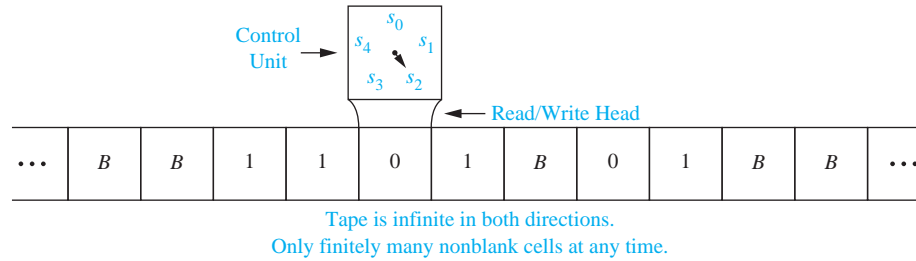 s0
Control
Unit
s4 s1
s3 s2
Read/Write Head
... B B 1 1 0 1 B 0 1 B B ...
Tape is infinite in both directions.
Only finitely many nonblank cells at any time.